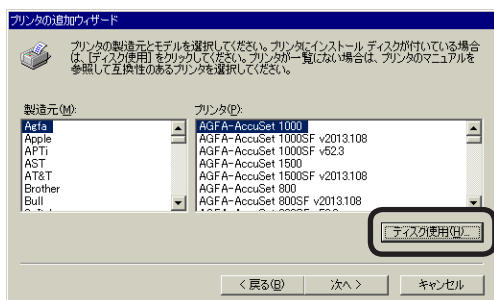 プリンタの追加ウィザード
プリンタの製造元とモデルを選択してください。プリンタにインストール ディスクが付いている場合
は、[ディスク使用] をクリックしてください。プリンタが一覧にない場合は、プリンタのマニュアルを
参照して互換性のあるプリンタを選択してください。
製造元(M):
プリンタ(P):
Agfa
Apple
APTi
AST
AT&T
Brother
Bull
AGFA-AccuSet 1000
AGFA-AccuSet 1000SF v2013.108
AGFA-AccuSet 1000SF v52.3
AGFA-AccuSet 1500
AGFA-AccuSet 1500SF v2013.108
AGFA-AccuSet 800
AGFA-AccuSet 800SF v2013.108
ディスク使用(H)...
< 戻る(B)
次へ >
キャンセル